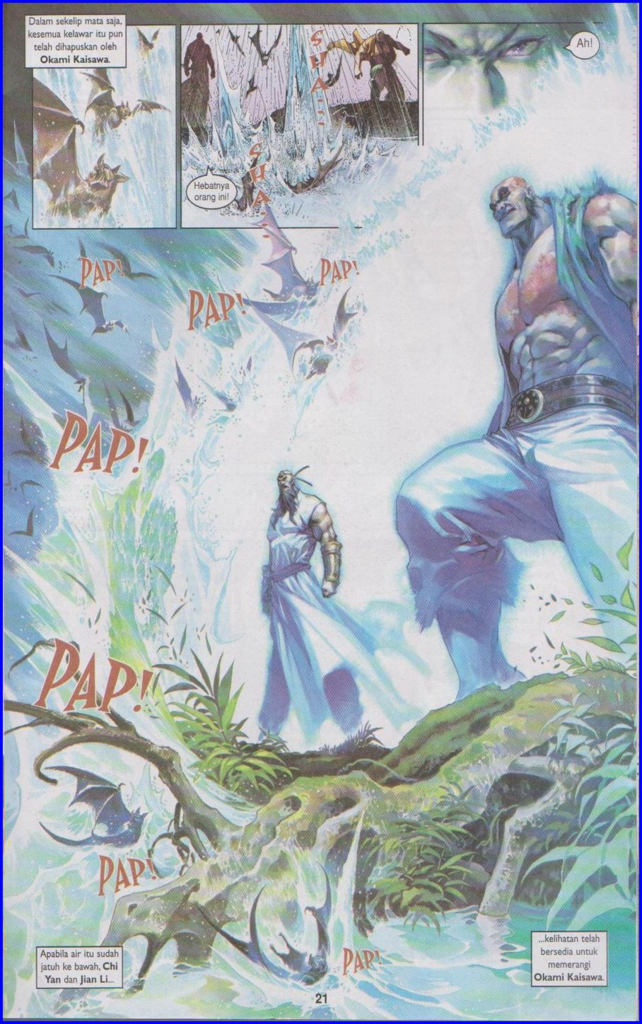 Dalam sekelip mata saja,
kesemua kelawar itu pun
telah dihapuskan oleh
Okami Kaisawa.
SHA...
Ah!
Hebatnya
orang ini!
SHA...
PAP!
PAP!
PAP!
PAP!
PAP!
PAP!
PAP!
Apabila air itu sudah
jatuh ke bawah, Chi
Yan dan Jian Li...
...kelihatan telah
bersedia untuk
memerangi
Okami Kaisawa.
21